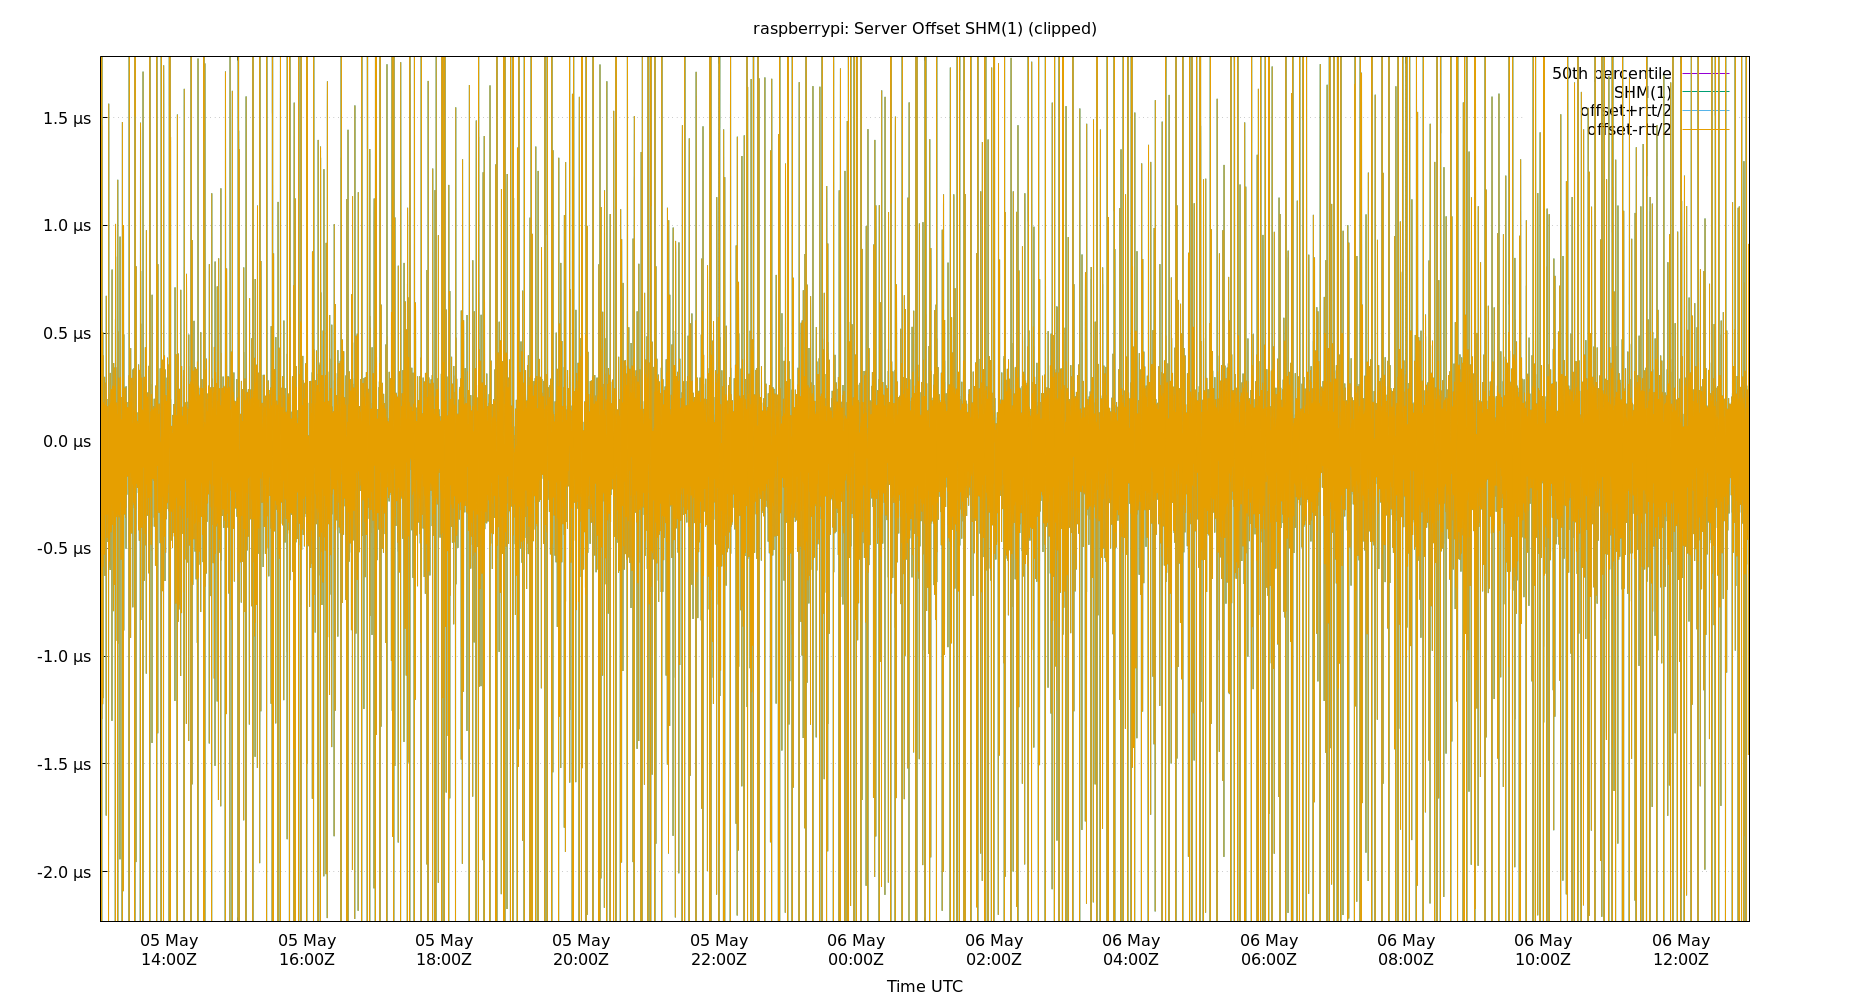 raspberrypi: Server Offset SHM(1) (clipped)
50th percentile
SHM(1)
offset+rtt/2
offset-rtt/2
1.5 µs
1.0 µs
0.5 µs
0.0 µs
-0.5 µs
-1.0 µs
-1.5 µs
-2.0 µs
05 May 05 May 05 May 05 May 05 May 06 May 06 May 06 May 06 May 06 May 06 May 06 May
14:00Z 16:00Z 18:00Z 20:00Z 22:00Z 00:00Z 02:00Z 04:00Z 06:00Z 08:00Z 10:00Z 12:00Z
Time UTC